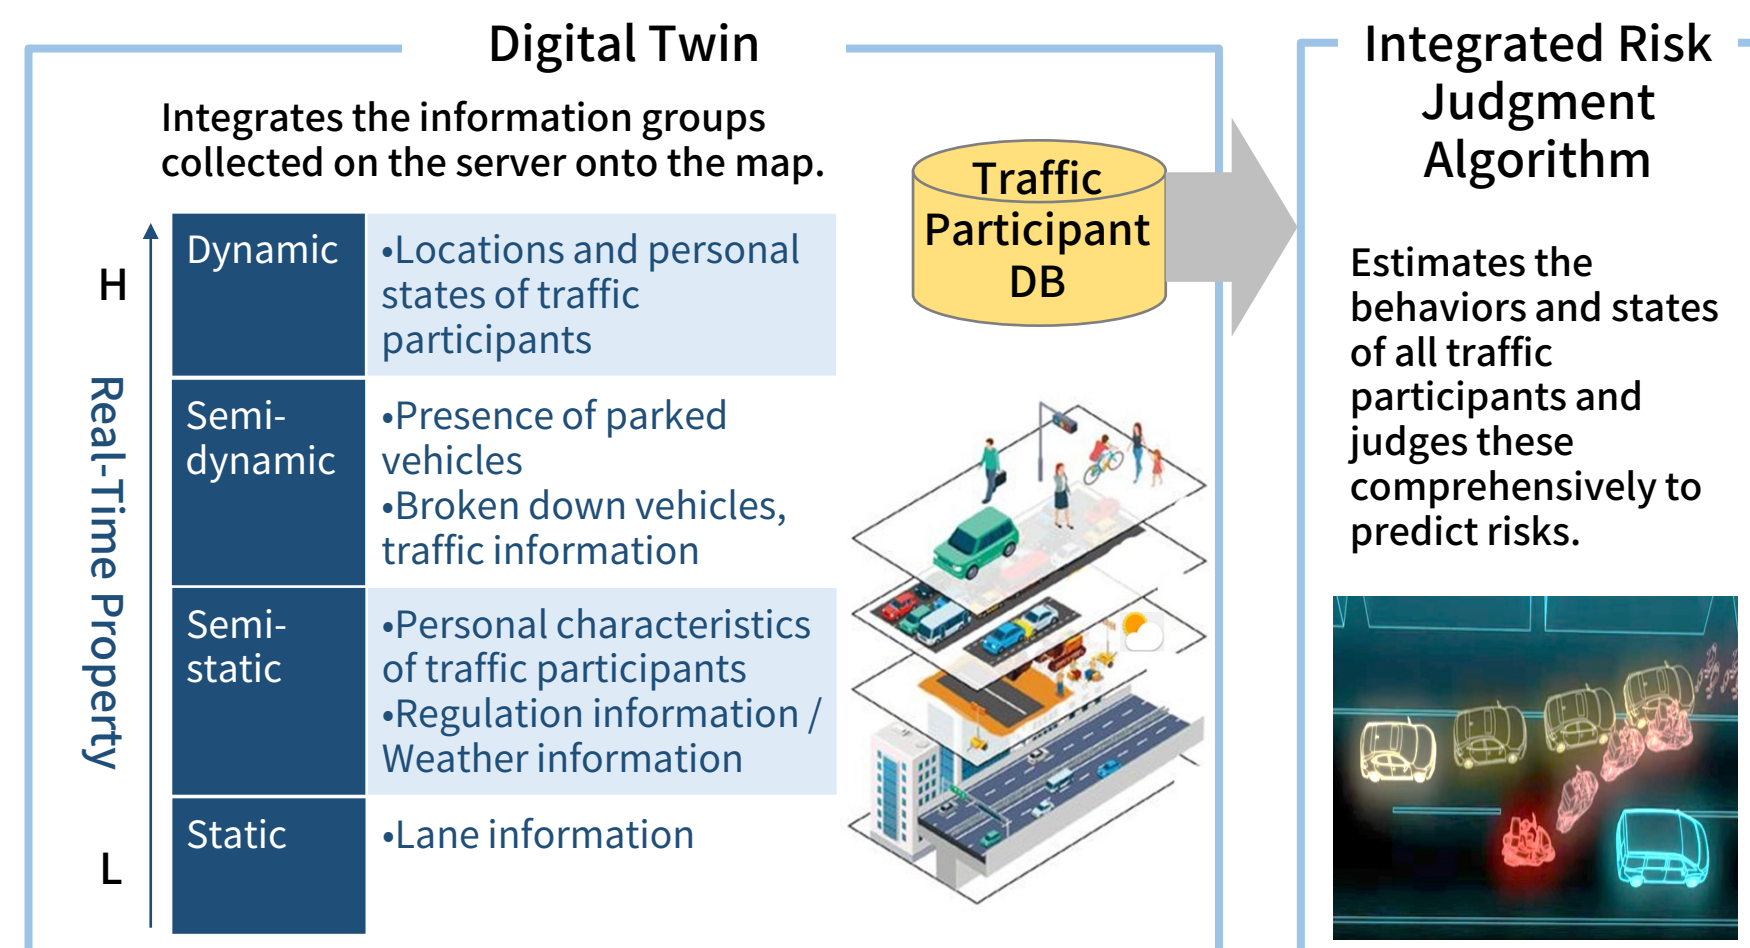 Digital Twin
Integrates the information groups
collected on the server onto the map.
H
Real-Time Property
L
Dynamic
•Locations and personal
states of traffic
participants
Semi-
dynamic
•Presence of parked
vehicles
•Broken down vehicles,
traffic information
Semi-
static
•Personal characteristics
of traffic participants
•Regulation information /
Weather information
Static
•Lane information
Traffic
Participant
DB
Integrated Risk
Judgment
Algorithm
Estimates the
behaviors and states
of all traffic
participants and
judges these
comprehensively to
predict risks.